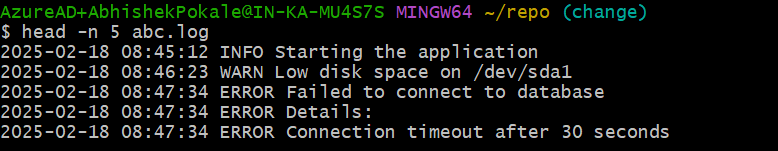 AzureAD+AbhishekPokale@IN-KA-MU4S7S MINGW64 ~/repo (change)
$ head -n 5 abc.log
2025-02-18 08:45:12 INFO Starting the application
2025-02-18 08:46:23 WARN Low disk space on /dev/sda1
2025-02-18 08:47:34 ERROR Failed to connect to database
2025-02-18 08:47:34 ERROR Details:
2025-02-18 08:47:34 ERROR Connection timeout after 30 seconds